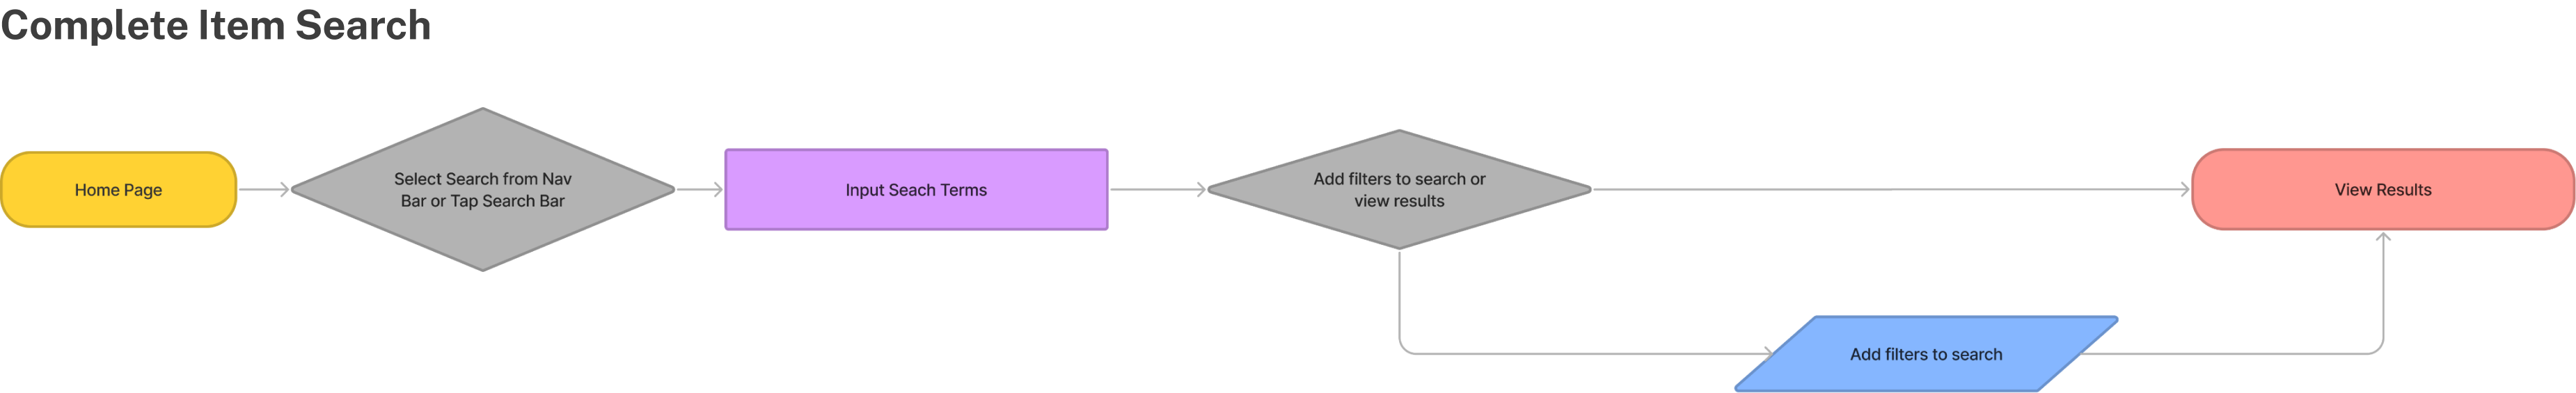 Complete Item Search
Home Page
Select Search from Nav
Bar or Tap Search Bar
Input Seach Terms
Add filters to search or
view results
View Results
Add filters to search